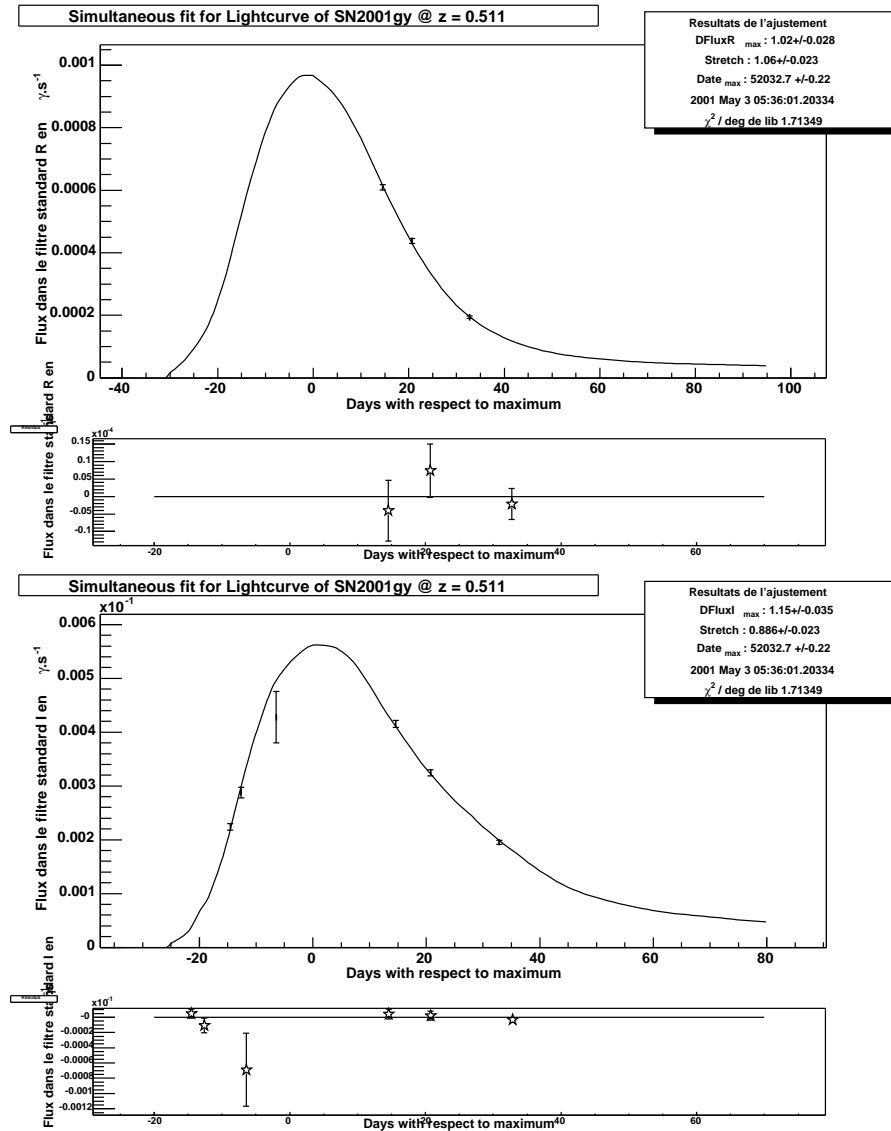 Simultaneous fit for Lightcurve of SN2001gy @ z = 0.511
Resultats de l'ajustement
DFluxR max : 1.02+/-0.028
Stretch : 1.06+/-0.023
Date max : 52032.7 +/-0.22
2001 May 3 05:36:01.20334
χ2 / deg de lib 1.71349
Flux dans le filtre standard R en γ.s-1
0.001
0.0008
0.0006
0.0004
0.0002
0
-40 -20 0 20 40 60 80 100
Days with respect to maximum
Flux dans le filtre standard R en
x10-4
0.15
0.1
0.05
0
-0.05
-0.1
-20 0 20 40 60
Days with respect to maximum
Simultaneous fit for Lightcurve of SN2001gy @ z = 0.511
Resultats de l'ajustement
DFluxI max : 1.15+/-0.035
Stretch : 0.886+/-0.023
Date max : 52032.7 +/-0.22
2001 May 3 05:36:01.20334
χ2 / deg de lib 1.71349
Flux dans le filtre standard I en γ.s-1
x10-1
0.006
0.005
0.004
0.003
0.002
0.001
0
-20 0 20 40 60 80
Days with respect to maximum
Flux dans le filtre standard I en
x10-1
-0
-0.0002
-0.0004
-0.0006
-0.0008
-0.001
-0.0012
-20 0 20 40 60
Days with respect to maximum